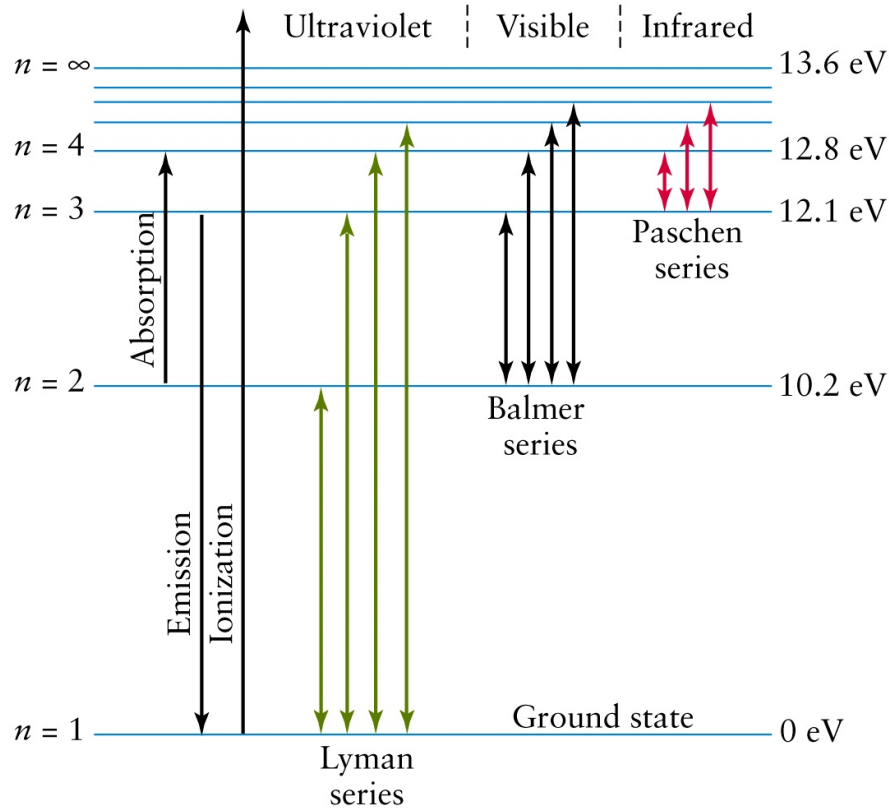 Ultraviolet Visible Infrared
n = ∞ 13.6 eV
n = 4 12.8 eV
n = 3 12.1 eV
Absorption
Paschen
series
n = 2 10.2 eV
Balmer
series
Emission
Ionization
Ground state
n = 1 0 eV
Lyman
series